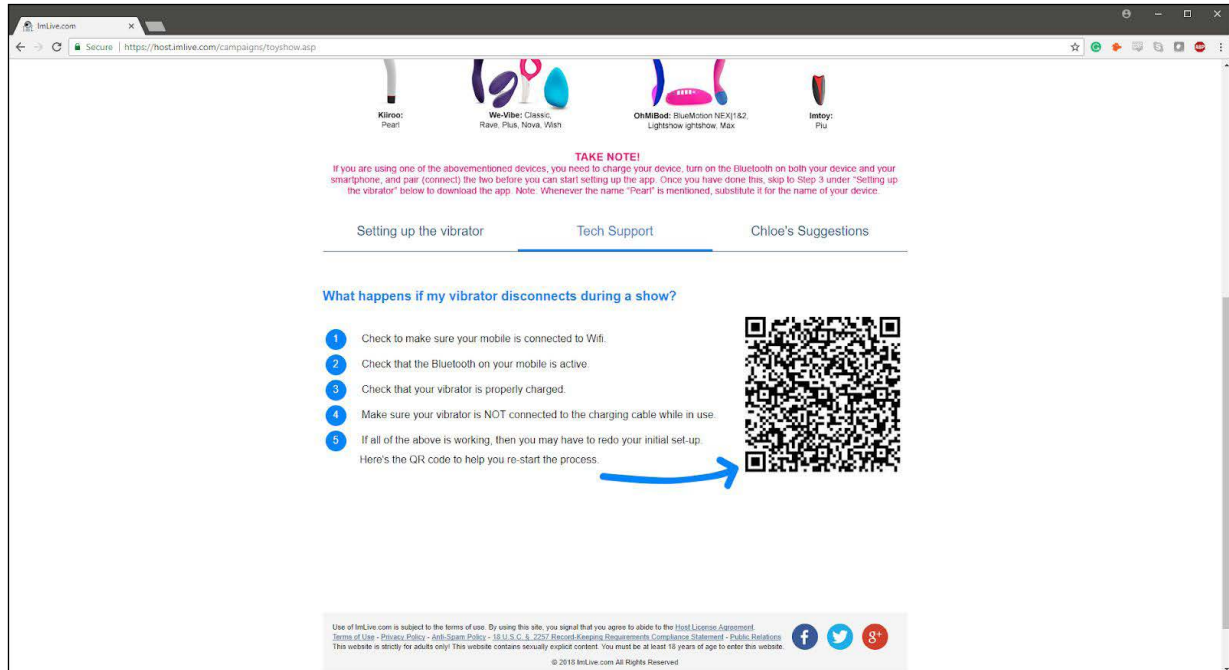 ImLive.com
Secure | https://host.imlive.com/campaigns/toyshow.asp
ABP
Kiiroo:
Pearl
We-Vibe: Classic,
Rave, Plus, Nova, Wish
OhMiBod: BlueMotion NEX|1&2,
Lightshow ightshow, Max
Imtoy:
Piu
TAKE NOTE!
If you are using one of the abovementioned devices, you need to charge your device, turn on the Bluetooth on both your device and your
smartphone, and pair (connect) the two before you can start setting up the app. Once you have done this, skip to Step 3 under "Setting up
the vibrator" below to download the app. Note: Whenever the name "Pearl" is mentioned, substitute it for the name of your device.
Setting up the vibrator
Tech Support
Chloe's Suggestions
What happens if my vibrator disconnects during a show?
1 Check to make sure your mobile is connected to Wifi.
2 Check that the Bluetooth on your mobile is active.
3 Check that your vibrator is properly charged.
4 Make sure your vibrator is NOT connected to the charging cable while in use.
5 If all of the above is working, then you may have to redo your initial set-up.
Here's the QR code to help you re-start the process.
Use of ImLive.com is subject to the terms of use. By using this site, you signal that you agree to abide to the Host License Agreement.
Terms of Use - Privacy Policy - Anti-Spam Policy - 18 U.S.C. §. 2257 Record-Keeping Requirements Compliance Statement - Public Relations
This website is strictly for adults only! This website contains sexually explicit content. You must be at least 18 years of age to enter this website.
© 2018 ImLive.com All Rights Reserved